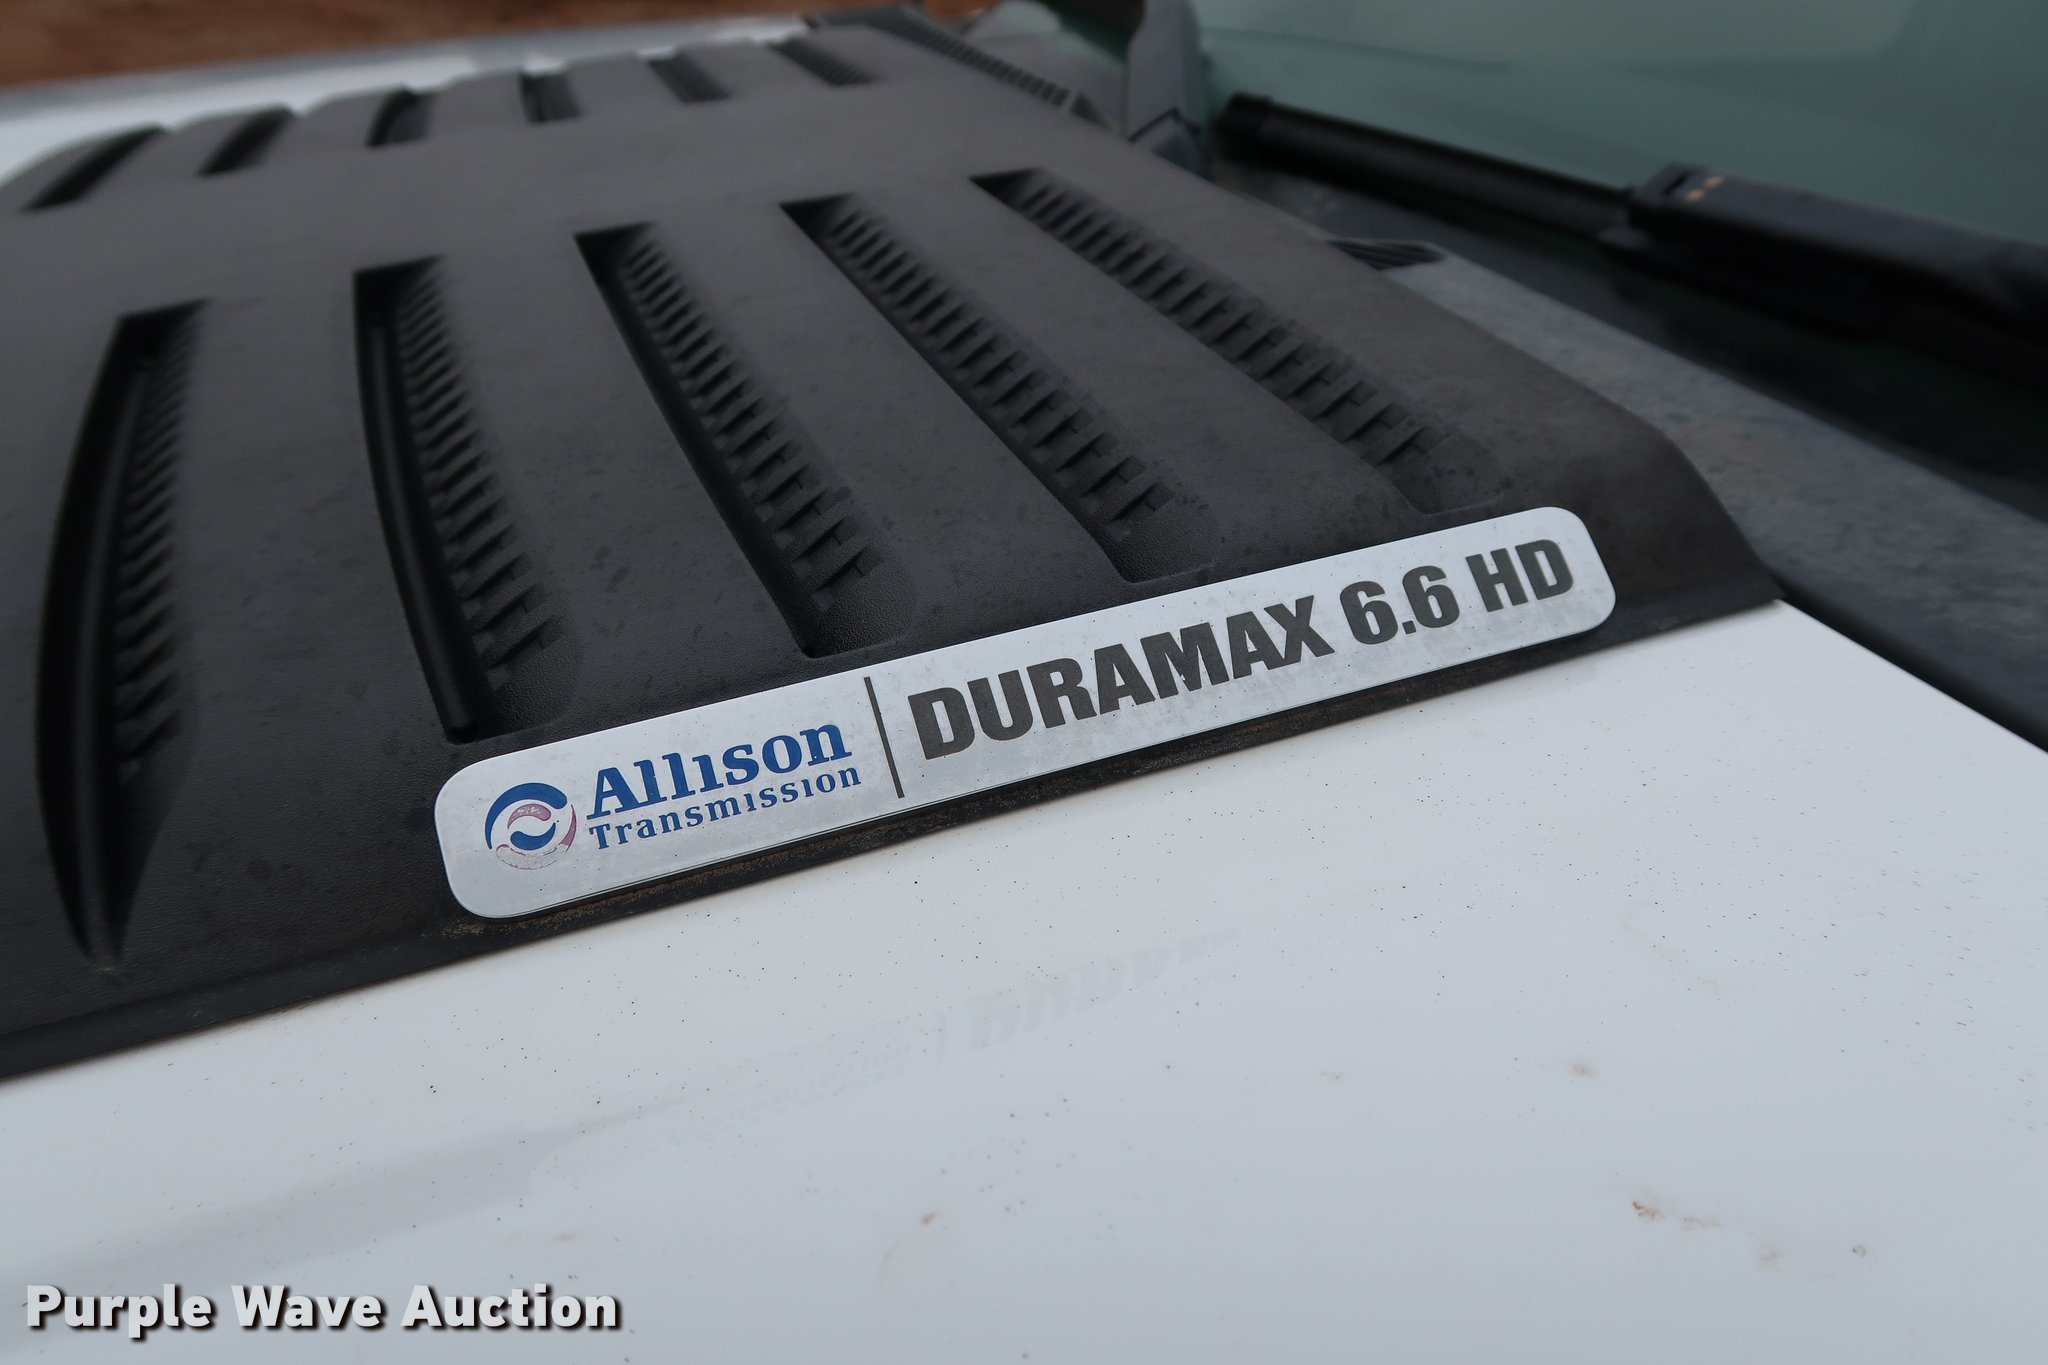 Allison
Transmission
DURAMAX 6.6 HD
Purple Wave Auction